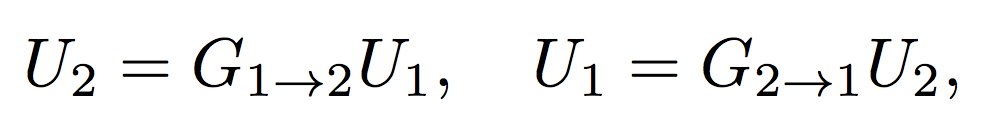 U₂ = G₁→₂U₁, U₁ = G₂→₁U₂,